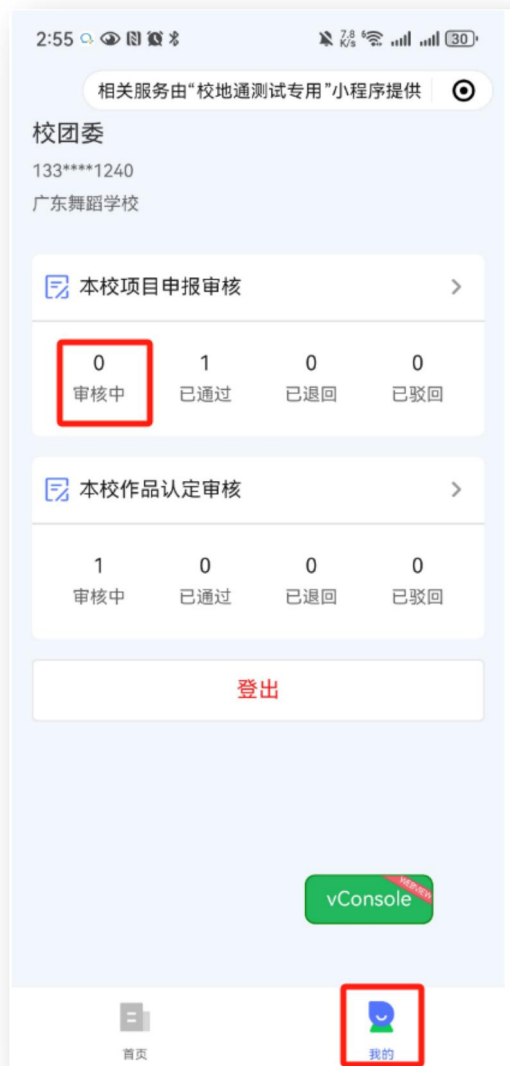 2:55 7.8 K/s 6 30
相关服务由“校地通测试专用”小程序提供
校团委
133****1240
广东舞蹈学校
本校项目申报审核
0 1 0 0
审核中 已通过 已退回 已驳回
本校作品认定审核
1 0 0 0
审核中 已通过 已退回 已驳回
登出
WEBVIEW
vConsole
首页 我的